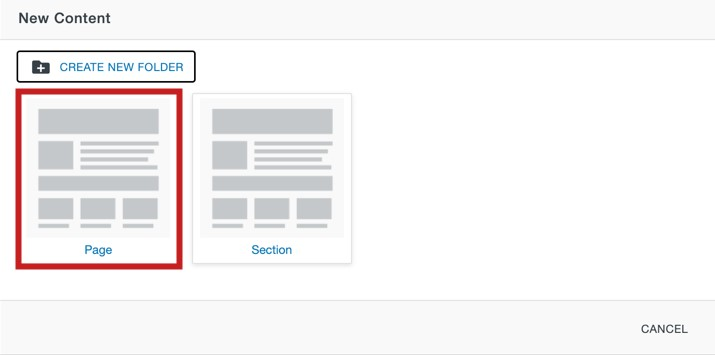 New Content
CREATE NEW FOLDER
Page
Section
CANCEL